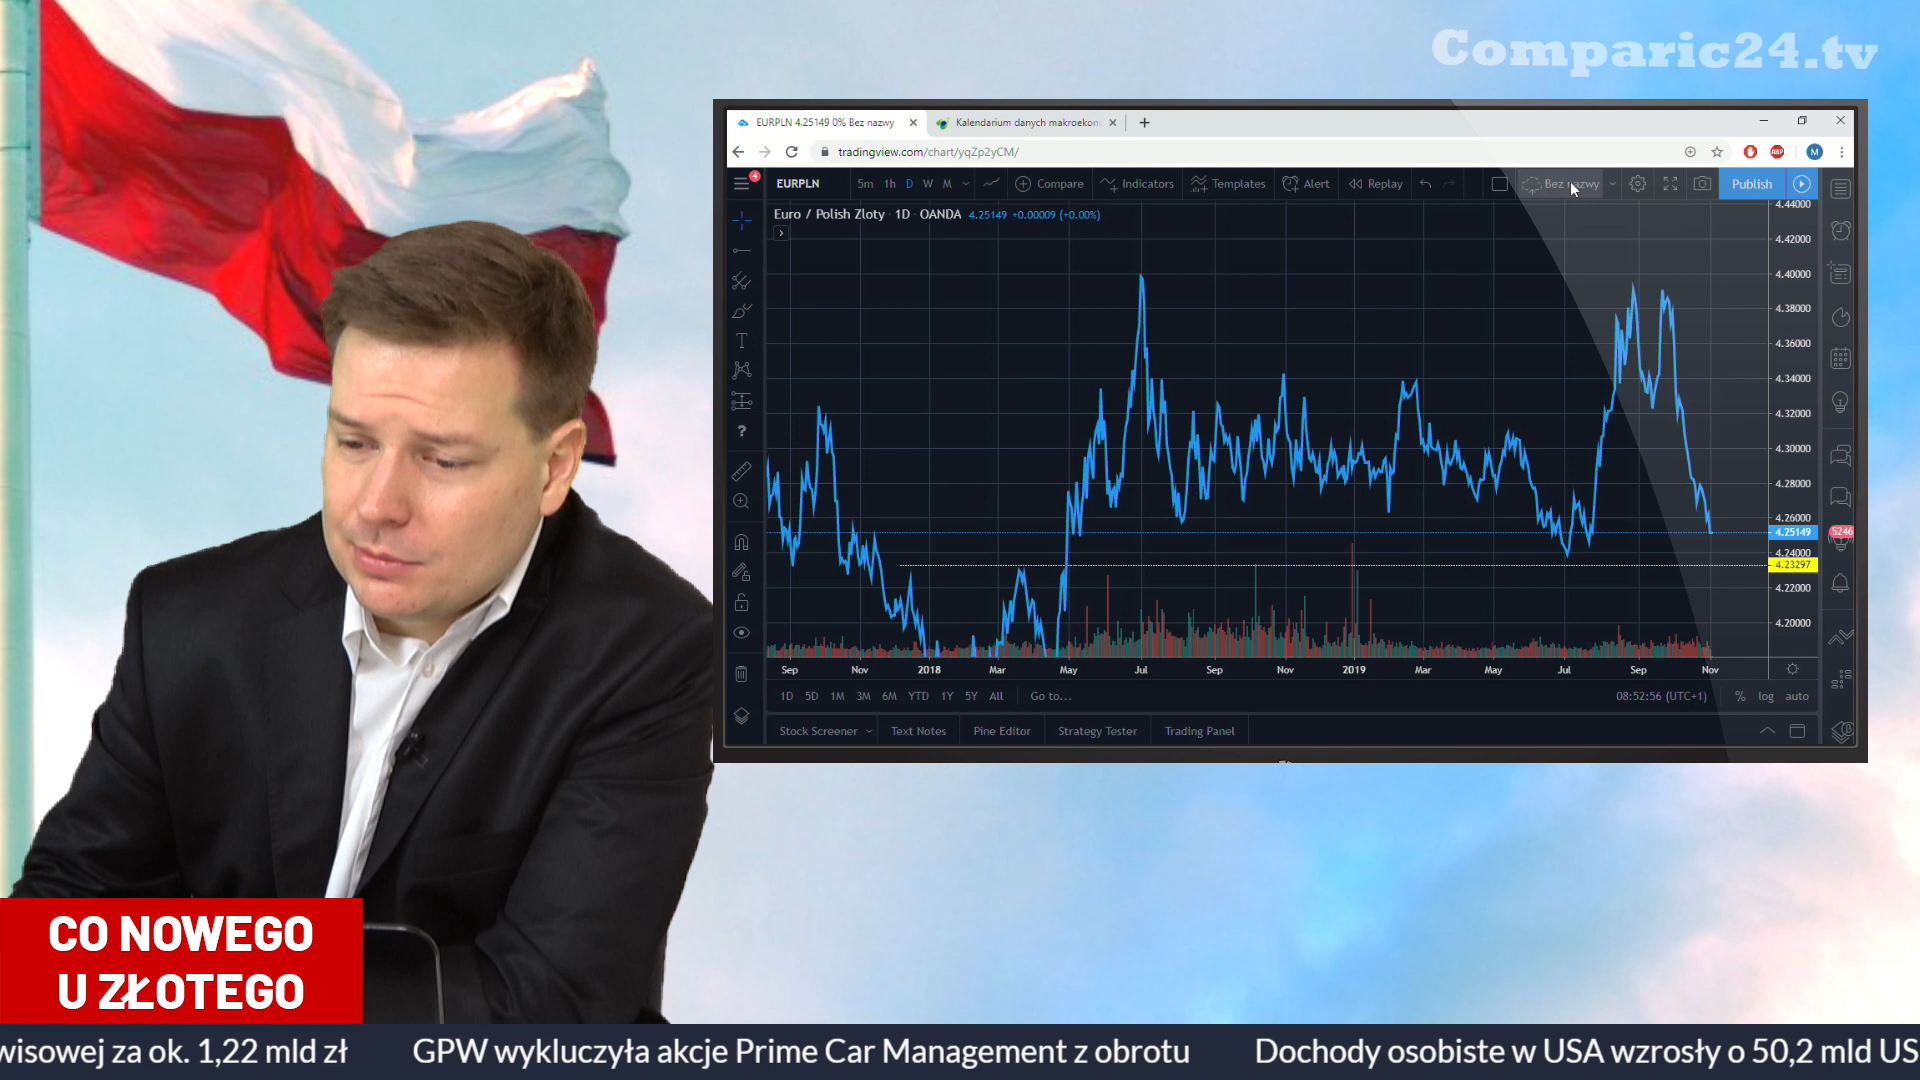 Comparic24.tv
EURPLN 4.25149 0% Bez nazwy
Kalendarium danych makroekon
tradingview.com/chart/yqZp2yCM/
ABP
M
4
EURPLN 5m 1h D W M Compare Indicators Templates Alert Replay Bez nazwy Publish
Euro / Polish Zloty 1D OANDA 4.25149 +0.00009 (+0.00%)
4.44000
4.42000
4.40000
4.38000
4.36000
4.34000
4.32000
4.30000
4.28000
4.26000
4.25149
5246
4.24000
4.23297
4.22000
4.20000
Sep Nov 2018 Mar May Jul Sep Nov 2019 Mar May Jul Sep Nov
1D 5D 1M 3M 6M YTD 1Y 5Y All Go to... 08:52:56 (UTC+1) % log auto
Stock Screener Text Notes Pine Editor Strategy Tester Trading Panel
CO NOWEGO
U ZŁOTEGO
wisowej za ok. 1,22 mld zł GPW wykluczyła akcje Prime Car Management z obrotu Dochody osobiste w USA wzrosły o 50,2 mld US